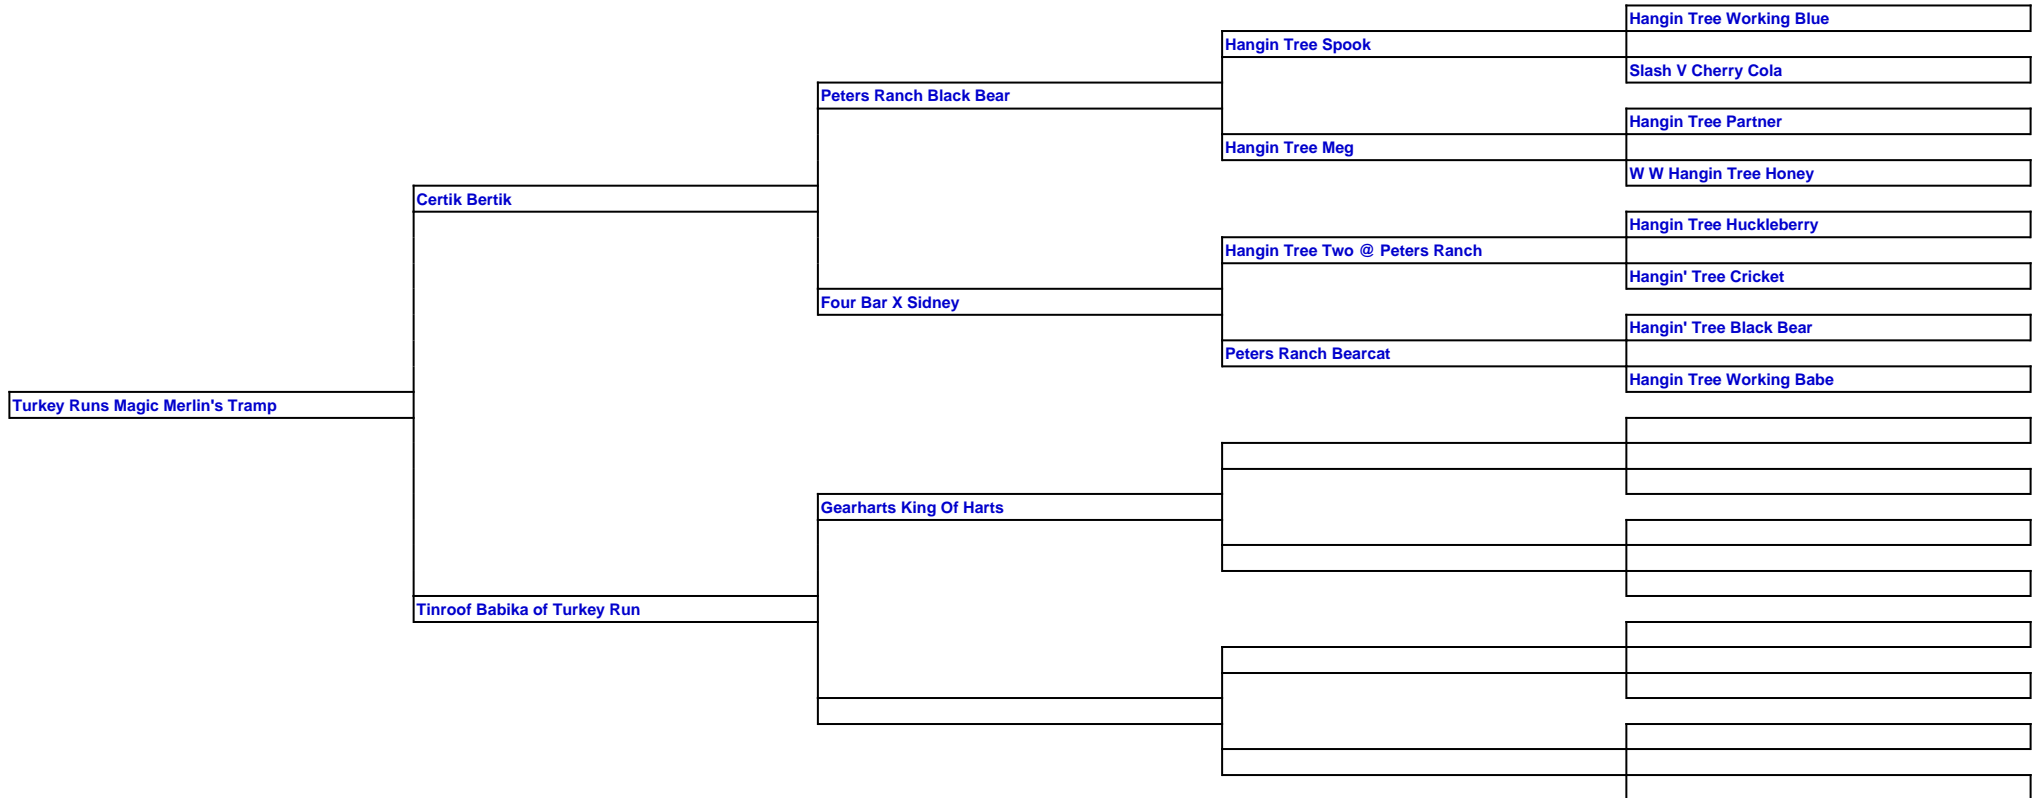 Hangin Tree Working Blue
Hangin Tree Spook
Slash V Cherry Cola
Peters Ranch Black Bear
Hangin Tree Partner
Hangin Tree Meg
W W Hangin Tree Honey
Certik Bertik
Hangin Tree Huckleberry
Hangin Tree Two @ Peters Ranch
Hangin' Tree Cricket
Four Bar X Sidney
Hangin' Tree Black Bear
Peters Ranch Bearcat
Hangin Tree Working Babe
Turkey Runs Magic Merlin's Tramp
Gearharts King Of Harts
Tinroof Babika of Turkey Run